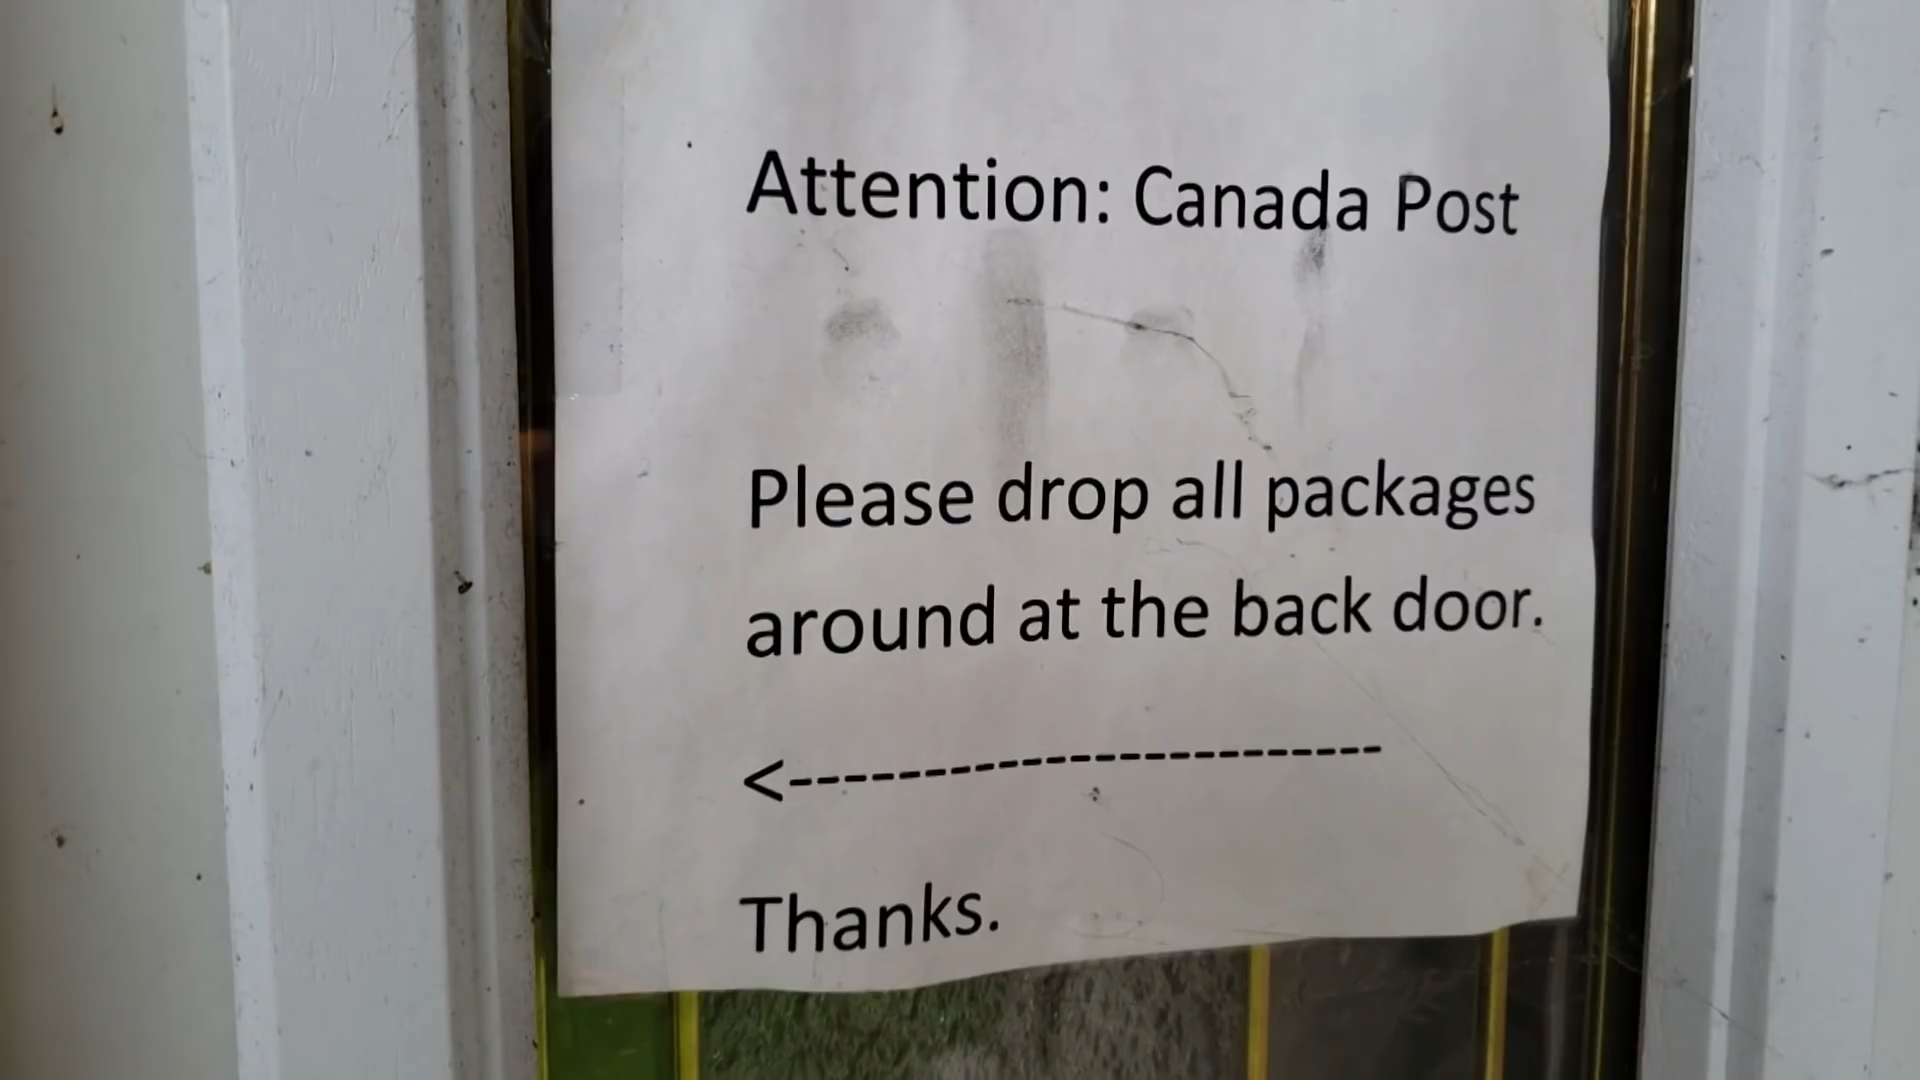 Attention: Canada Post
Please drop all packages
around at the back door.
<-----------------------
Thanks.